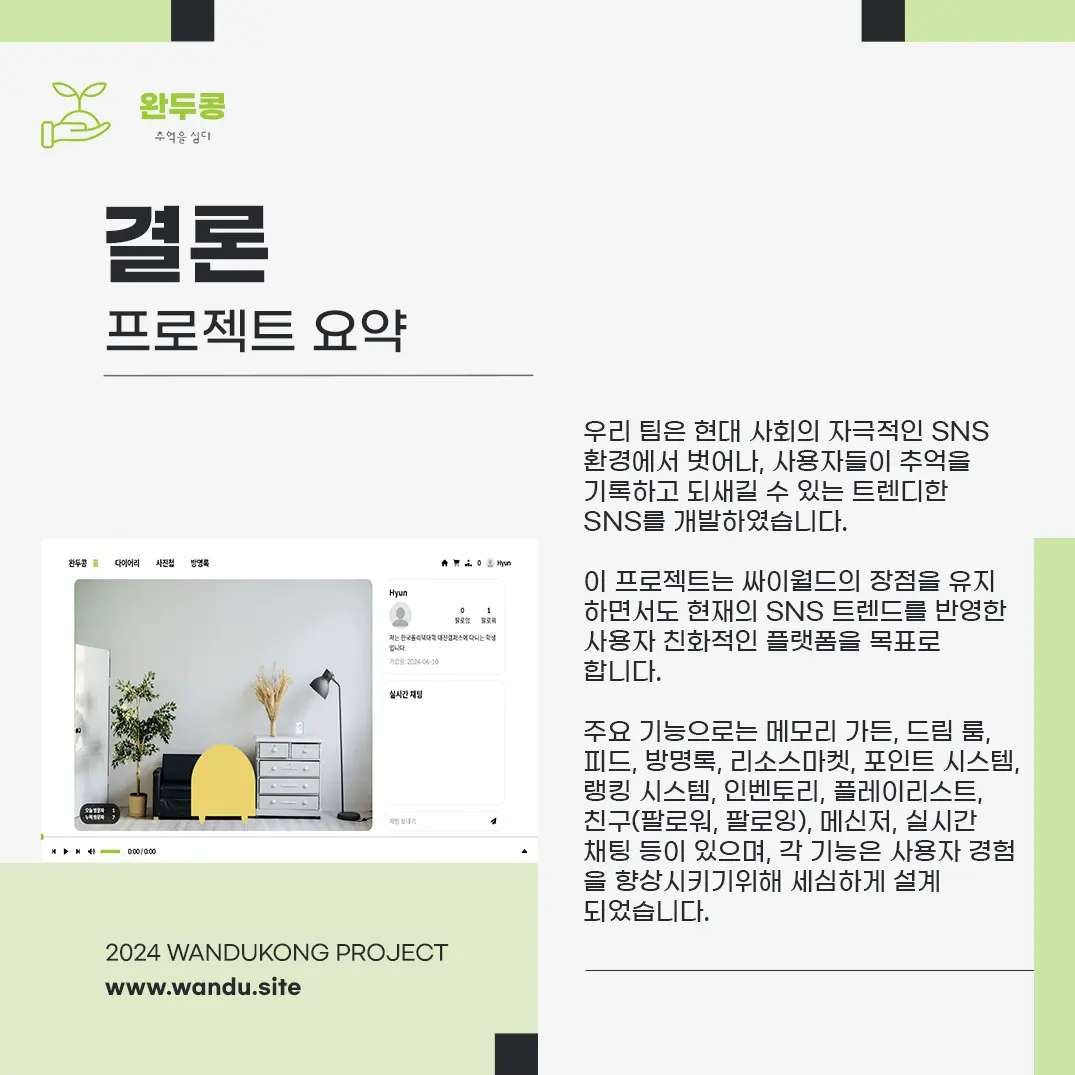 완두콩
추억을 심다
결론
프로젝트 요약
우리 팀은 현대 사회의 자극적인 SNS
환경에서 벗어나, 사용자들이 추억을
기록하고 되새길 수 있는 트렌디한
SNS를 개발하였습니다.
이 프로젝트는 싸이월드의 장점을 유지
하면서도 현재의 SNS 트렌드를 반영한
사용자 친화적인 플랫폼을 목표로
합니다.
주요 기능으로는 메모리 가든, 드림 룸,
피드, 방명록, 리소스마켓, 포인트 시스템,
랭킹 시스템, 인벤토리, 플레이리스트,
친구(팔로워, 팔로잉), 메신저, 실시간
채팅 등이 있으며, 각 기능은 사용자 경험
을 향상시키기위해 세심하게 설계
되었습니다.
완두콩 다이어리 사진첩 방명록 0 Hyun
Hyun
0 1
팔로잉 팔로워
저는 한국폴리텍대학 대전캠퍼스에 다니는 학생
입니다.
가입일: 2024-06-10
실시간 채팅
오늘 방문자 1
누적 방문자 7
채팅 보내기
0:00 / 0:00
2024 WANDUKONG PROJECT
www.wandu.site